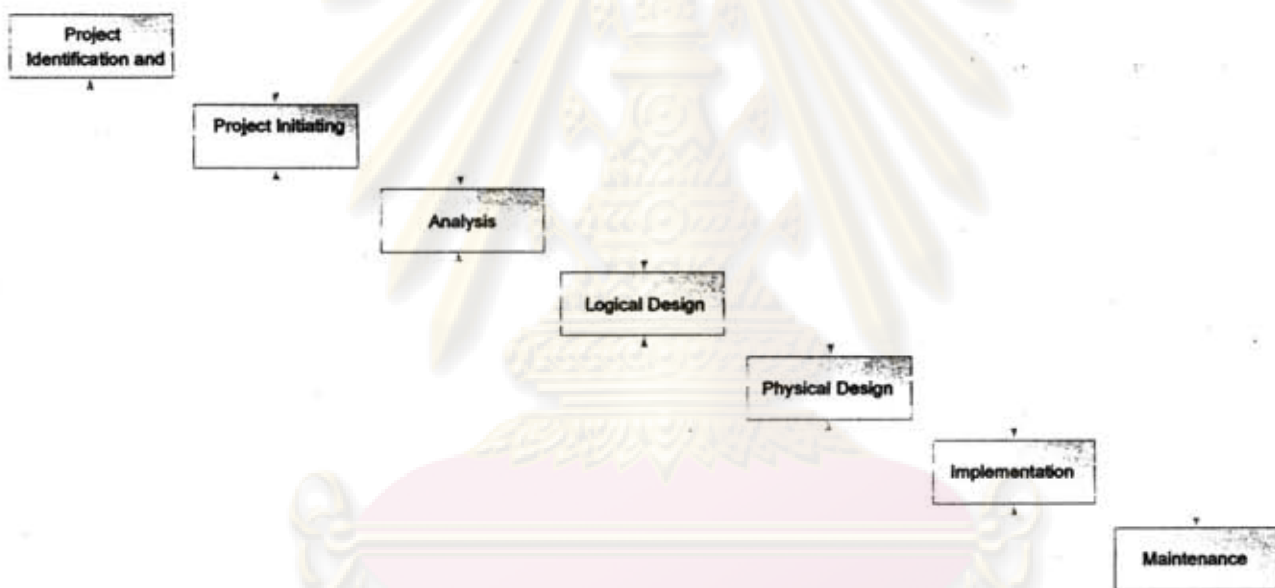 Project
Identification and
Project Initiating
Analysis
Logical Design
Physical Design
Implementation
Maintenance